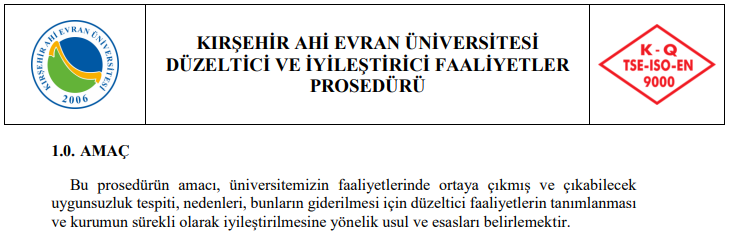 KIRŞEHİR AHİ EVRAN ÜNİVERSİTESİ
2006
KIRŞEHİR AHİ EVRAN ÜNİVERSİTESİ
DÜZELTİCİ VE İYİLEŞTİRİCİ FAALİYETLER
PROSEDÜRÜ
K - Q
TSE-ISO-EN
9000
1.0. AMAÇ
Bu prosedürün amacı, üniversitemizin faaliyetlerinde ortaya çıkmış ve çıkabilecek
uygunsuzluk tespiti, nedenleri, bunların giderilmesi için düzeltici faaliyetlerin tanımlanması
ve kurumun sürekli olarak iyileştirilmesine yönelik usul ve esasları belirlemektir.